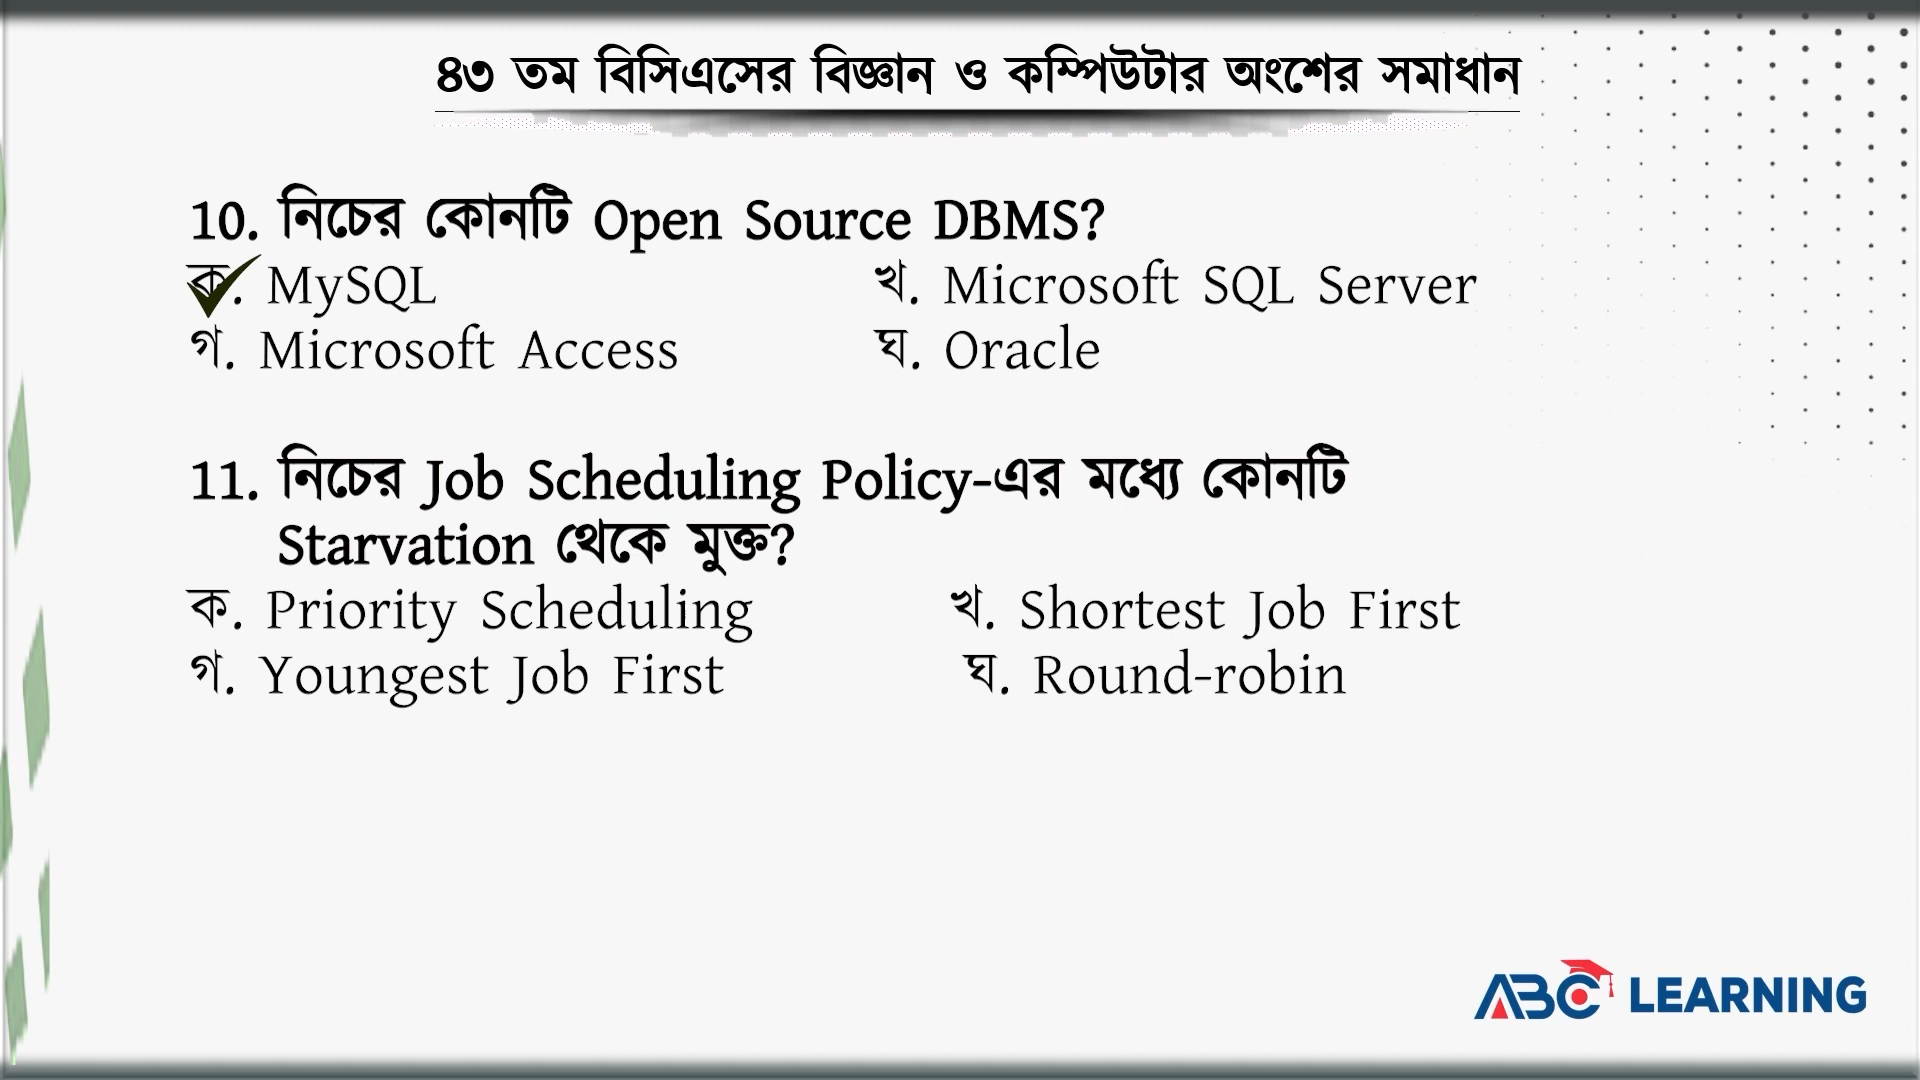 ৪৩ তম বিসিএসের বিজ্ঞান ও কম্পিউটার অংশের সমাধান
10. নিচের কোনটি Open Source DBMS?
ক. MySQL খ. Microsoft SQL Server
গ. Microsoft Access ঘ. Oracle
11. নিচের Job Scheduling Policy-এর মধ্যে কোনটি
Starvation থেকে মুক্ত?
ক. Priority Scheduling খ. Shortest Job First
গ. Youngest Job First ঘ. Round-robin
ABC LEARNING